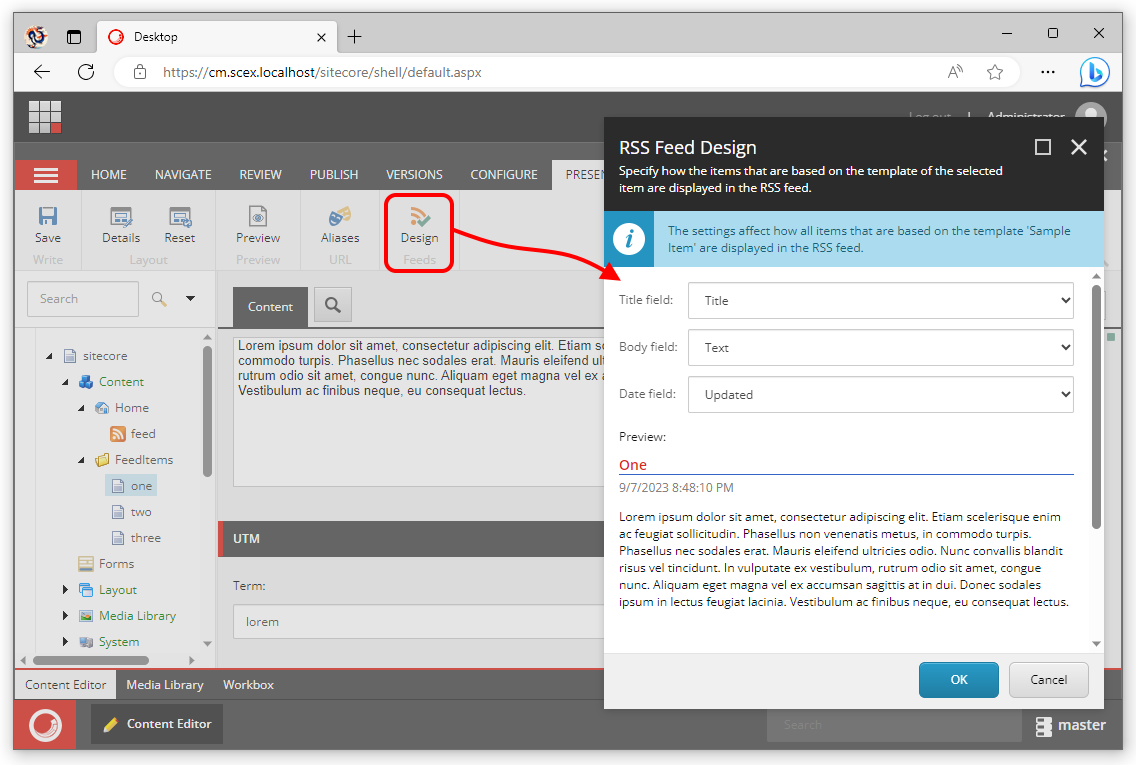 Desktop
https://cm.scex.localhost/sitecore/shell/default.aspx
Log out | Administrator
HOME NAVIGATE REVIEW PUBLISH VERSIONS CONFIGURE PRESEN
Save Details Reset Preview Aliases Design
Write Layout Preview URL Feeds
Search
Content
Lorem ipsum dolor sit amet, consectetur adipiscing elit. Etiam sc
commodo turpis. Phasellus nec sodales erat. Mauris eleifend ult
rutrum odio sit amet, congue nunc. Aliquam eget magna vel ex a
Vestibulum ac finibus neque, eu consequat lectus.
sitecore
Content
Home
feed
FeedItems
one
two
three
Forms
Layout
Media Library
System
UTM
Term:
lorem
RSS Feed Design
Specify how the items that are based on the template of the selected
item are displayed in the RSS feed.
The settings affect how all items that are based on the template 'Sample
Item' are displayed in the RSS feed.
Title field: Title
Body field: Text
Date field: Updated
Preview:
One
9/7/2023 8:48:10 PM
Lorem ipsum dolor sit amet, consectetur adipiscing elit. Etiam scelerisque enim
ac feugiat sollicitudin. Phasellus non venenatis metus, in commodo turpis.
Phasellus nec sodales erat. Mauris eleifend ultricies odio. Nunc convallis blandit
risus vel tincidunt. In vulputate ex vestibulum, rutrum odio sit amet, congue
nunc. Aliquam eget magna vel ex accumsan sagittis at in dui. Donec sodales
ipsum in lectus feugiat lacinia. Vestibulum ac finibus neque, eu consequat lectus.
OK Cancel
Content Editor Media Library Workbox
Content Editor Search master